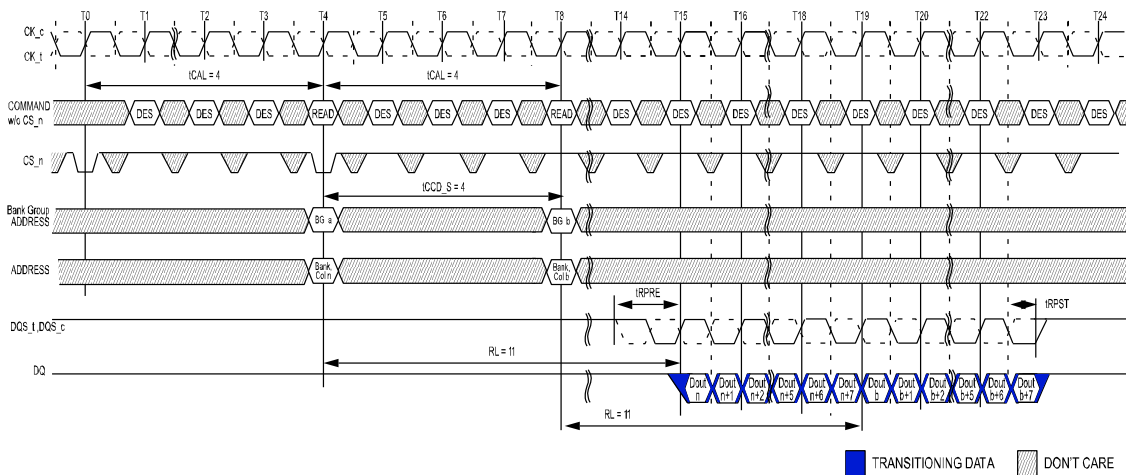 T0 T1 T2 T3 T4 T5 T6 T7 T8 T14 T15 T16 T18 T19 T20 T22 T23 T24
CK_c
CK_t
tCAL = 4 tCAL = 4
COMMAND
w/o CS_n
DES DES DES READ DES DES DES READ DES DES DES DES DES DES DES DES DES
CS_n
tCCD_S = 4
Bank Group
ADDRESS
BG a BG b
ADDRESS
Bank, Bank,
Col n Col b
tRPRE tRPST
DQS_t ,DQS_c
RL = 11
DQ
Dout Dout Dout Dout Dout Dout Dout Dout Dout Dout Dout Dout
n n+1 n+2 n+5 n+6 n+7 b b+1 b+2 b+5 b+6 b+7
RL = 11
TRANSITIONING DATA DON'T CARE